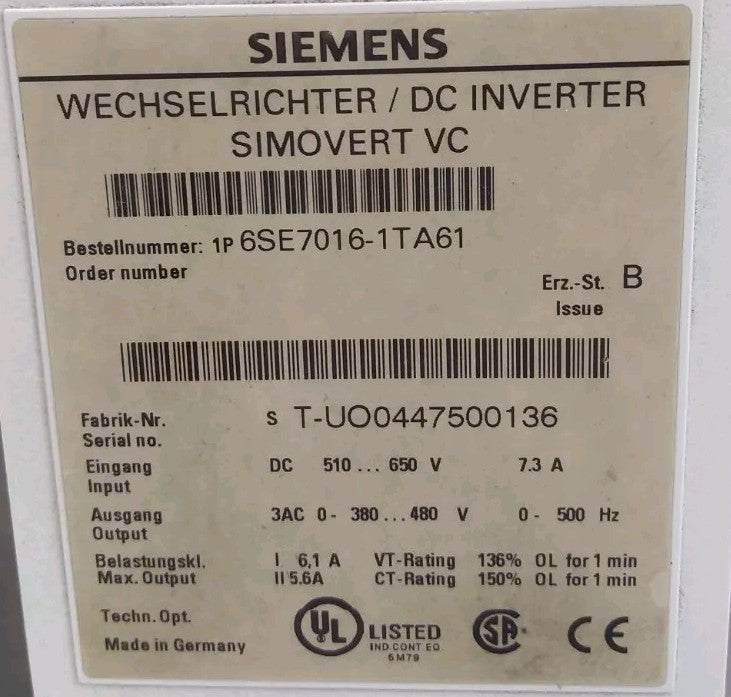 SIEMENS
WECHSELRICHTER / DC INVERTER
SIMOVERT VC
Bestellnummer: 1P 6SE7016-1TA61
Order number
Erz.-St. B
Issue
Fabrik-Nr. S T-UO0447500136
Serial no.
Eingang DC 510 ... 650 V 7.3 A
Input
Ausgang 3AC 0- 380 ... 480 V 0- 500 Hz
Output
Belastungskl. I 6,1 A VT-Rating 136% OL for 1 min
Max. Output II 5.6A CT-Rating 150% OL for 1 min
Techn. Opt.
Made in Germany
UL LISTED
IND.CONT EQ.
6M79
SA
CE